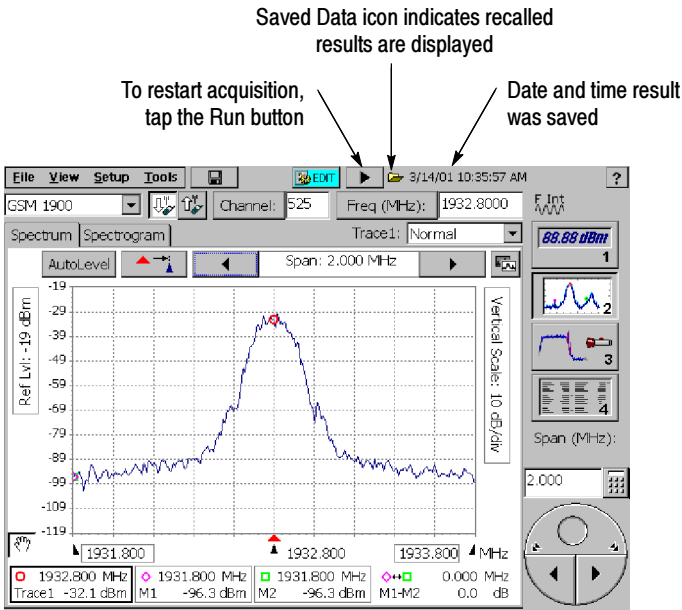 Saved Data icon indicates recalled
results are displayed
To restart acquisition,
tap the Run button
Date and time result
was saved
File View Setup Tools EDIT 3/14/01 10:35:57 AM ?
GSM 1900 Channel: 525 Freq (MHz): 1932.8000 F Int
Spectrum Spectrogram Trace1: Normal
88.88 dBm
1
AutoLevel Span: 2.000 MHz
2
3
4
Ref Lvl: -19 dBm
-19
-29
-39
-49
-59
-69
-79
-89
-99
-109
-119
Vertical Scale: 10 dB/div
Span (MHz):
2.000
1931.800 1932.800 1933.800 MHz
1932.800 MHz 1931.800 MHz 1931.800 MHz 0.000 MHz
Trace1 -32.1 dBm M1 -96.3 dBm M2 -96.3 dBm M1-M2 0.0 dB